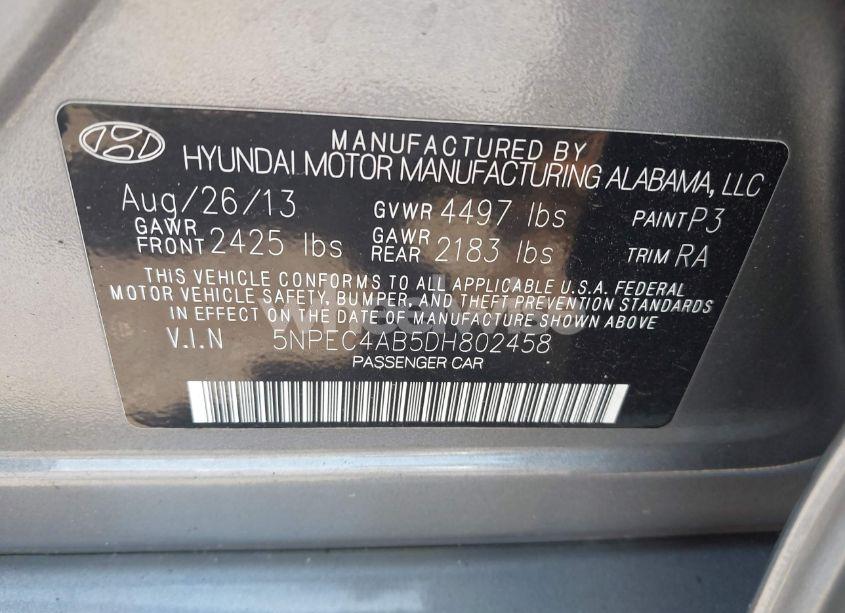 MANUFACTURED BY
HYUNDAI MOTOR MANUFACTURING ALABAMA, LLC
Aug/26/13 GVWR 4497 lbs PAINT P3
GAWR FRONT 2425 lbs GAWR REAR 2183 lbs TRIM RA
THIS VEHICLE CONFORMS TO ALL APPLICABLE U.S.A. FEDERAL
MOTOR VEHICLE SAFETY, BUMPER, AND THEFT PREVENTION STANDARDS
IN EFFECT ON THE DATE OF MANUFACTURE SHOWN ABOVE
V.I.N 5NPEC4AB5DH802458
PASSENGER CAR